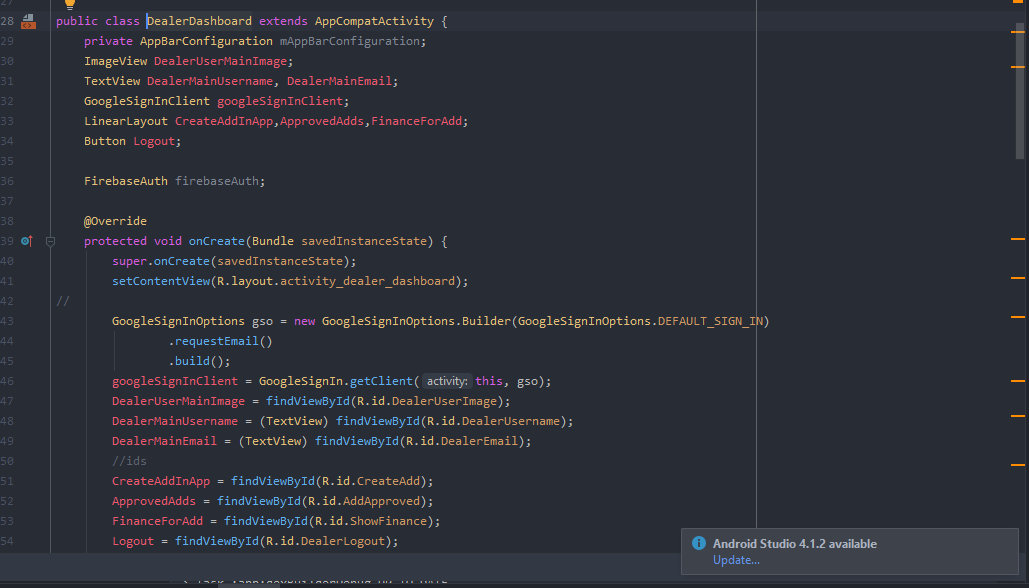 27
28 public class DealerDashboard extends AppCompatActivity {
29 private AppBarConfiguration mAppBarConfiguration;
30 ImageView DealerUserMainImage;
31 TextView DealerMainUsername, DealerMainEmail;
32 GoogleSignInClient googleSignInClient;
33 LinearLayout CreateAddInApp,ApprovedAdds,FinanceForAdd;
34 Button Logout;
35
36 FirebaseAuth firebaseAuth;
37
38 @Override
39 protected void onCreate(Bundle savedInstanceState) {
40 super.onCreate(savedInstanceState);
41 setContentView(R.layout.activity_dealer_dashboard);
42 //
43 GoogleSignInOptions gso = new GoogleSignInOptions.Builder(GoogleSignInOptions.DEFAULT_SIGN_IN)
44 .requestEmail()
45 .build();
46 googleSignInClient = GoogleSignIn.getClient( activity: this, gso);
47 DealerUserMainImage = findViewById(R.id.DealerUserImage);
48 DealerMainUsername = (TextView) findViewById(R.id.DealerUsername);
49 DealerMainEmail = (TextView) findViewById(R.id.DealerEmail);
50 //ids
51 CreateAddInApp = findViewById(R.id.CreateAdd);
52 ApprovedAdds = findViewById(R.id.AddApproved);
53 FinanceForAdd = findViewById(R.id.ShowFinance);
54 Logout = findViewById(R.id.DealerLogout);
Android Studio 4.1.2 available
Update...